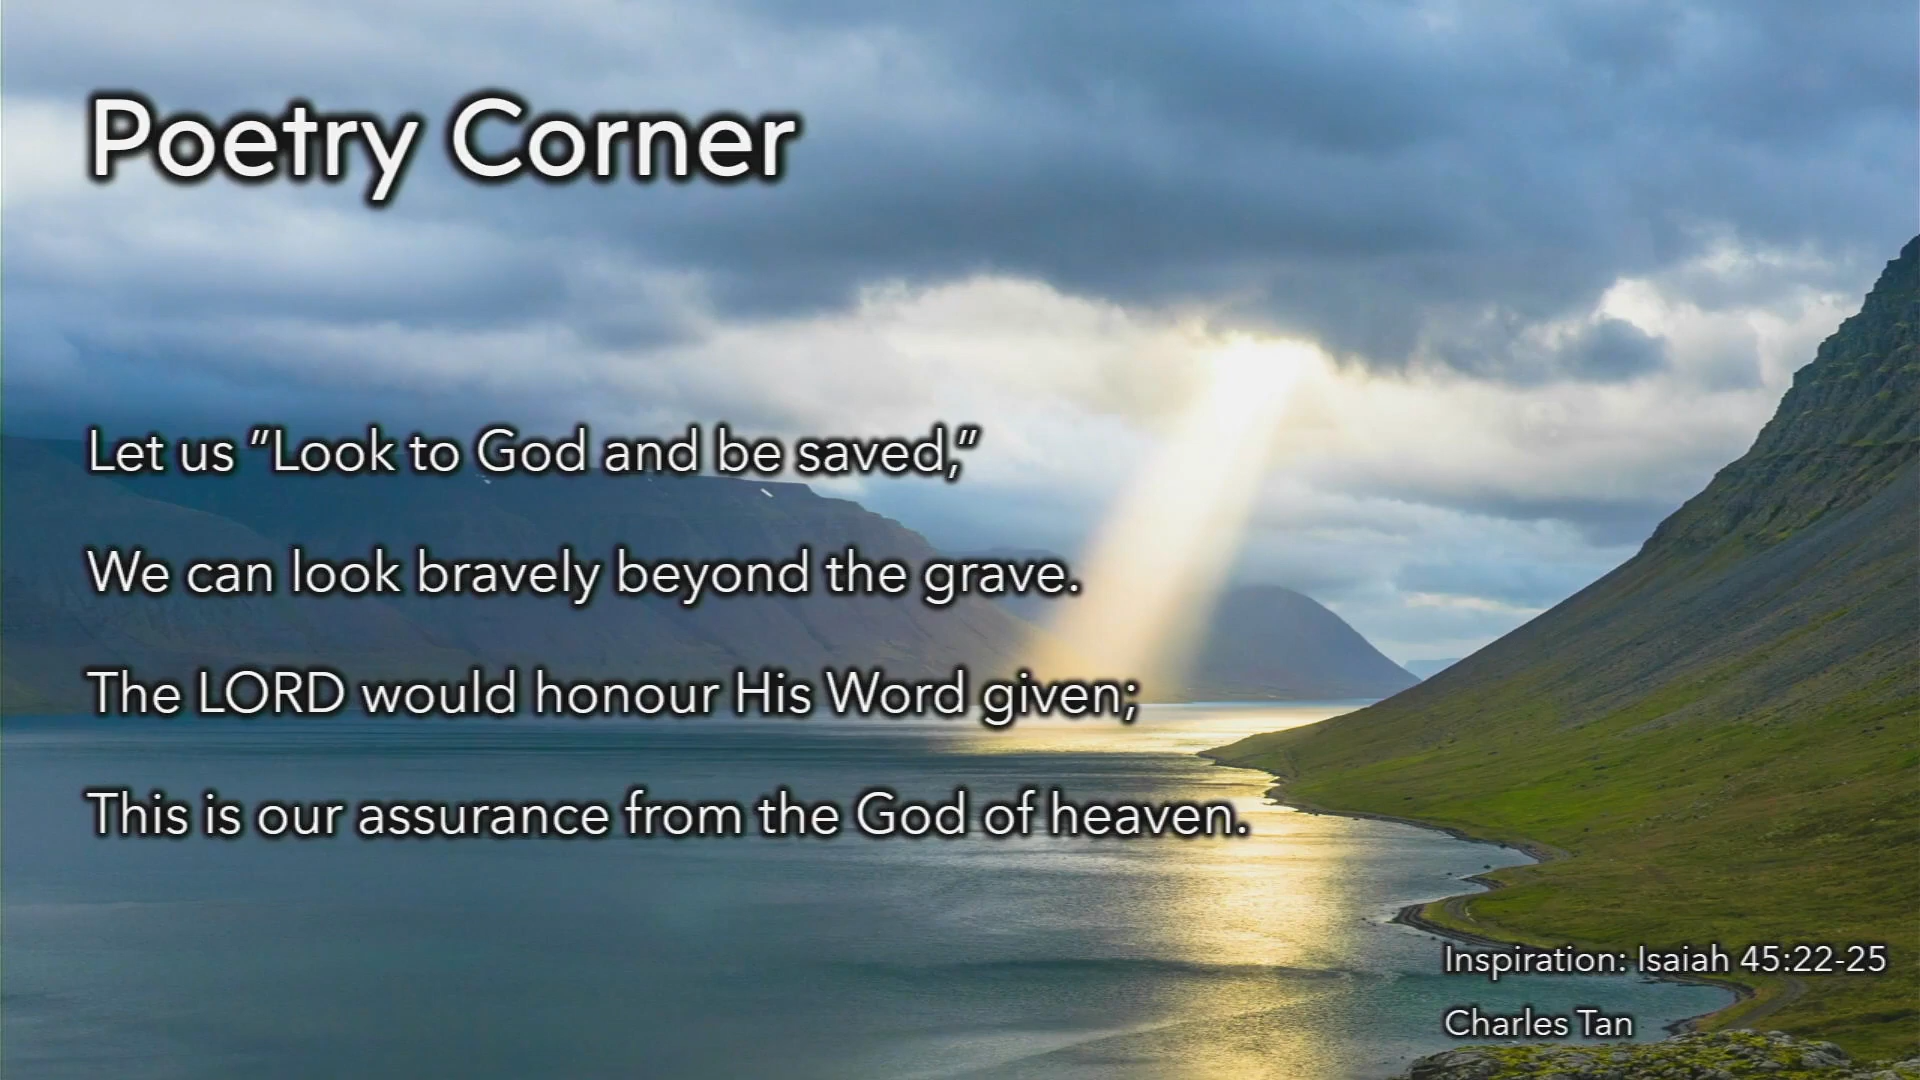 Poetry Corner
Let us "Look to God and be saved,"
We can look bravely beyond the grave.
The LORD would honour His Word given;
This is our assurance from the God of heaven.
Inspiration: Isaiah 45:22-25
Charles Tan